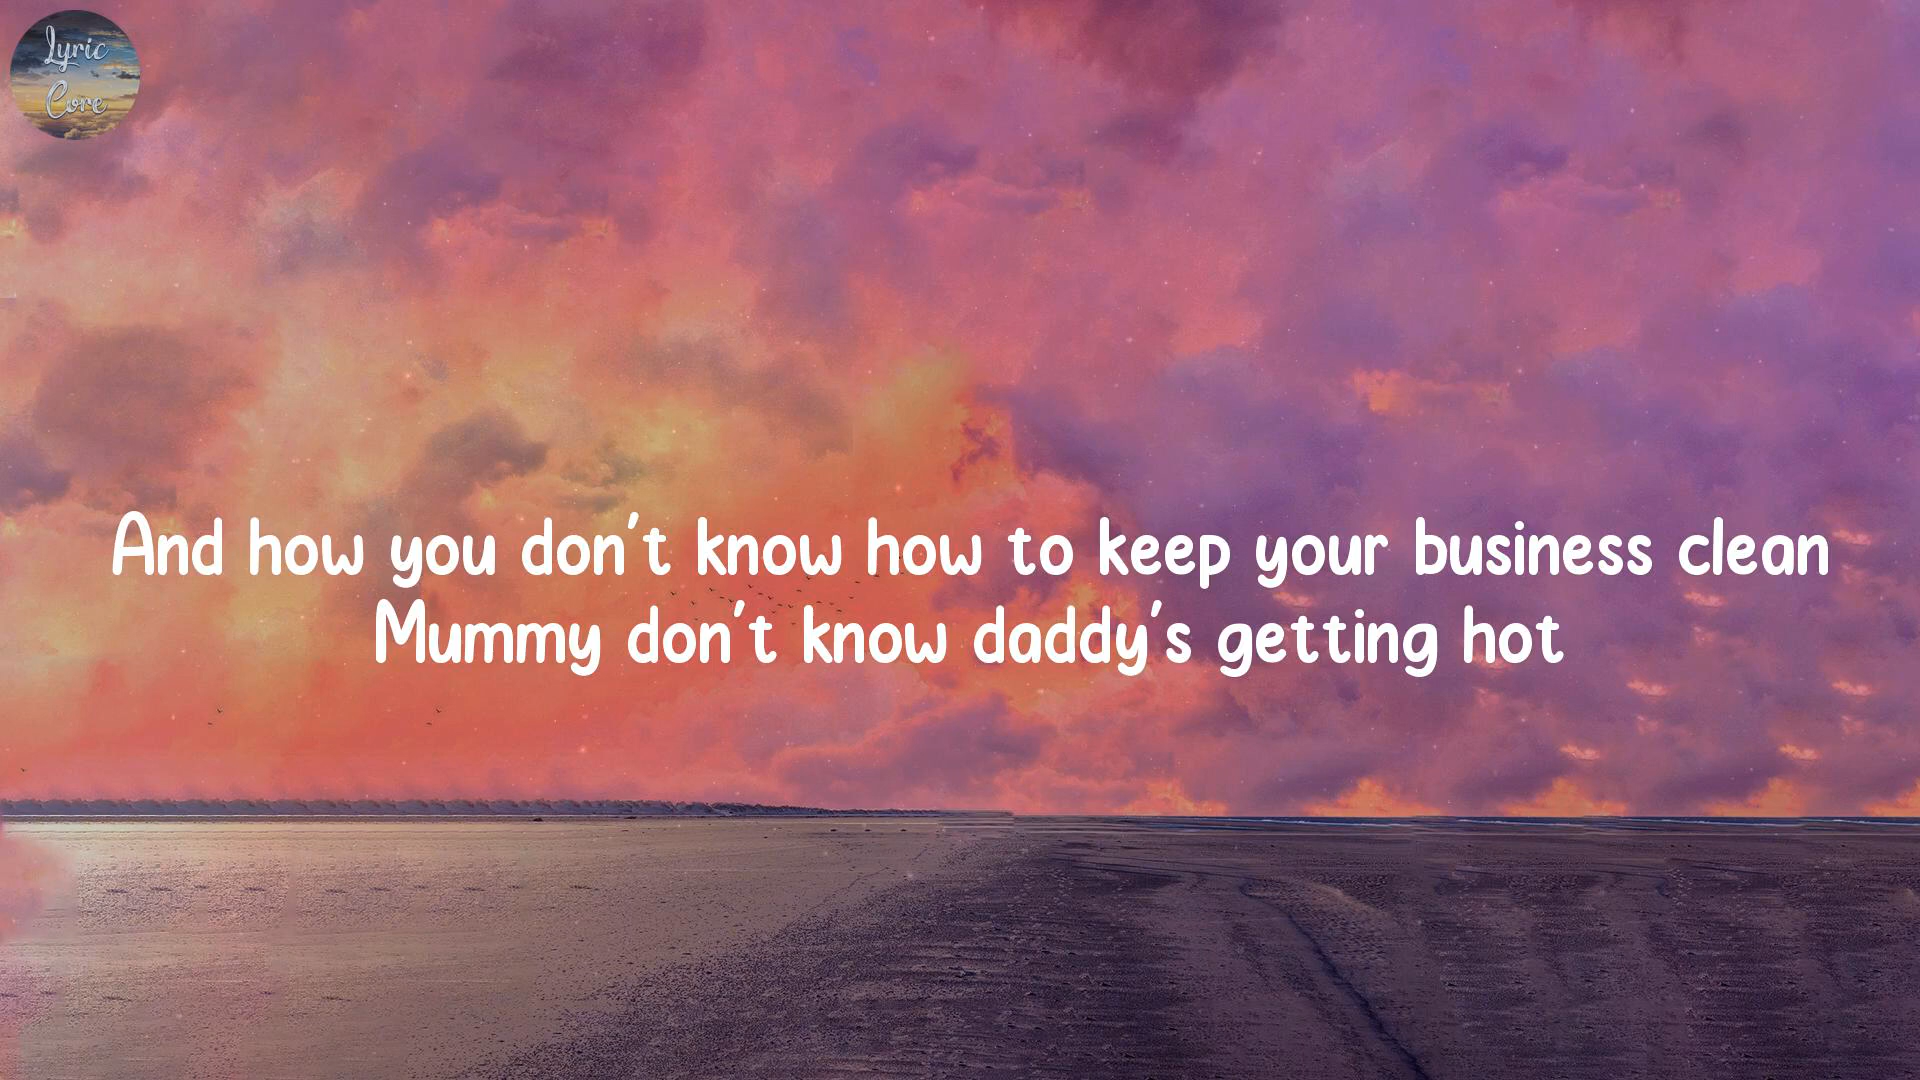 Lyric
Core
And how you don't know how to keep your business clean
Mummy don't know daddy's getting hot